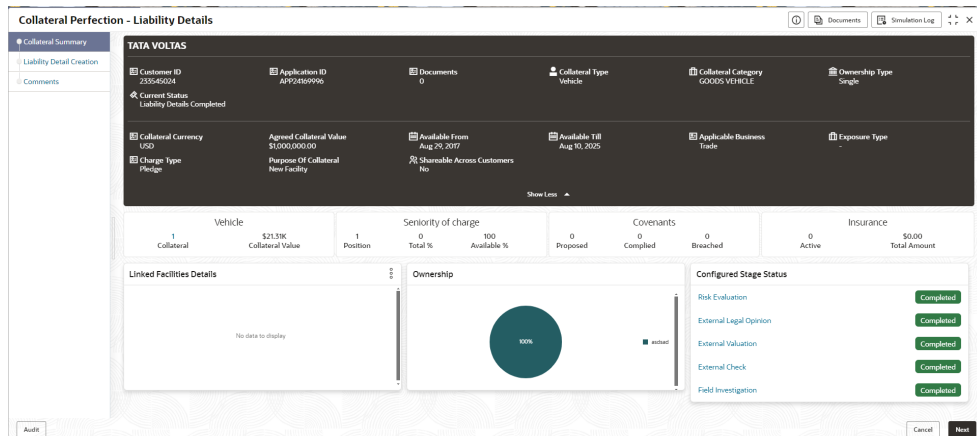 Collateral Perfection - Liability Details
Documents
Simulation Log
Collateral Summary
Liability Detail Creation
Comments
TATA VOLTAS
Customer ID
233545024
Application ID
APP24169996
Documents
0
Collateral Type
Vehicle
Collateral Category
GOODS VEHICLE
Ownership Type
Single
Current Status
Liability Details Completed
Collateral Currency
USD
Agreed Collateral Value
$1,000,000.00
Available From
Aug 29, 2017
Available Till
Aug 10, 2025
Applicable Business
Trade
Exposure Type
-
Charge Type
Pledge
Purpose Of Collateral
New Facility
Shareable Across Customers
No
Show Less
Vehicle
1
Collateral
$21.31K
Collateral Value
Seniority of charge
1
Position
0
Total %
100
Available %
Covenants
0
Proposed
0
Complied
0
Breached
Insurance
0
Active
$0.00
Total Amount
Linked Facilities Details
No data to display
Ownership
100%
asdsad
Configured Stage Status
Risk Evaluation
Completed
External Legal Opinion
Completed
External Valuation
Completed
External Check
Completed
Field Investigation
Completed
Audit
Cancel
Next